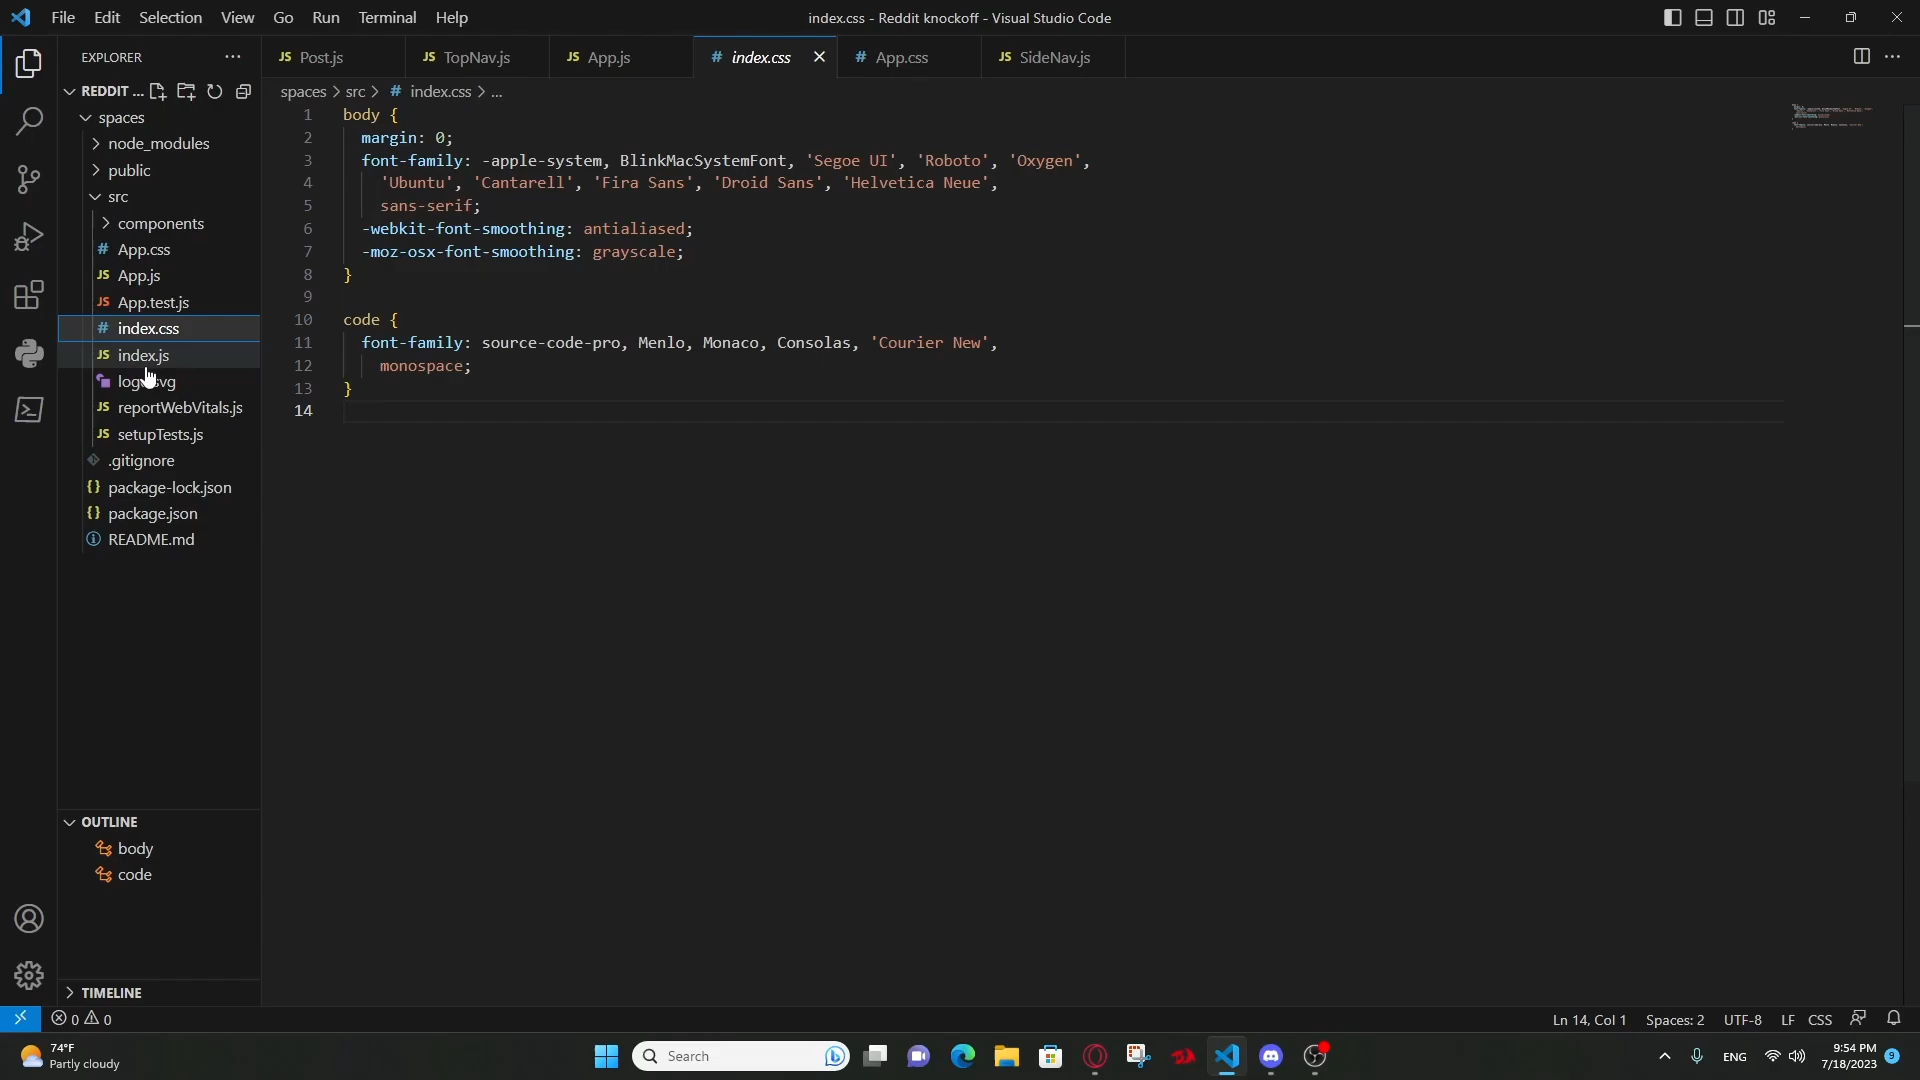 File Edit Selection View Go Run Terminal Help
index.css - Reddit knockoff - Visual Studio Code
EXPLORER
JS Post.js
JS TopNav.js
JS App.js
# index.css
# App.css
JS SideNav.js
REDDIT ...
spaces > src > # index.css > ...
spaces
node_modules
public
src
components
# App.css
JS App.js
JS App.test.js
# index.css
JS index.js
JS reportWebVitals.js
JS setupTests.js
.gitignore
{} package-lock.json
{} package.json
README.md
1 body {
2 margin: 0;
3 font-family: -apple-system, BlinkMacSystemFont, 'Segoe UI', 'Roboto', 'Oxygen',
4 'Ubuntu', 'Cantarell', 'Fira Sans', 'Droid Sans', 'Helvetica Neue',
5 sans-serif;
6 -webkit-font-smoothing: antialiased;
7 -moz-osx-font-smoothing: grayscale;
8 }
9
10 code {
11 font-family: source-code-pro, Menlo, Monaco, Consolas, 'Courier New',
12 monospace;
13 }
14
OUTLINE
body
code
TIMELINE
0 0
Ln 14, Col 1 Spaces: 2 UTF-8 LF CSS
74°F
Partly cloudy
Search
ENG
9:54 PM
7/18/2023
9